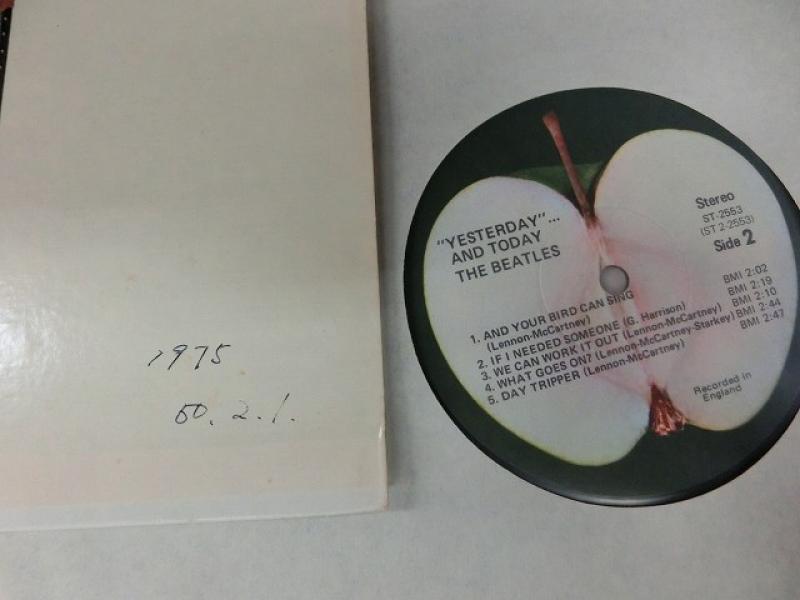 1975
50. 2. 1.
"YESTERDAY"...
AND TODAY
THE BEATLES
Stereo
ST-2553
(ST 2-2553)
Side 2
1. AND YOUR BIRD CAN SING
(Lennon-McCartney) BMI 2:02
2. IF I NEEDED SOMEONE (G. Harrison) BMI 2:19
3. WE CAN WORK IT OUT (Lennon-McCartney) BMI 2:10
4. WHAT GOES ON? (Lennon-McCartney-Starkey) BMI 2:44
5. DAY TRIPPER (Lennon-McCartney) BMI 2:47
Recorded in
England